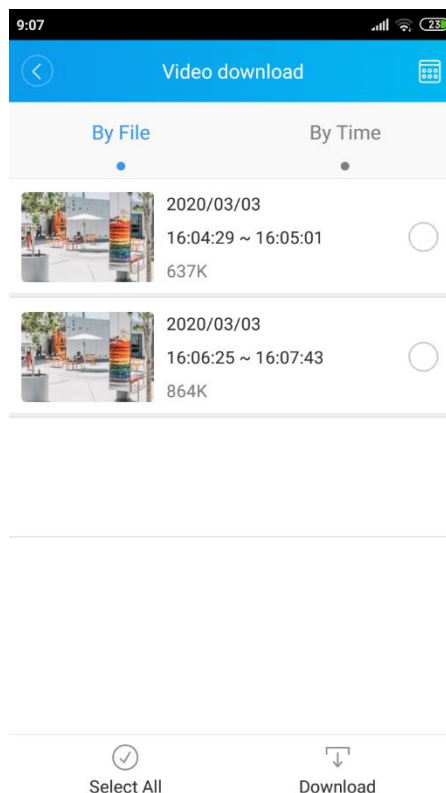 9:07
23
Video download
By File
By Time
2020/03/03
16:04:29 ~ 16:05:01
637K
2020/03/03
16:06:25 ~ 16:07:43
864K
Select All
Download